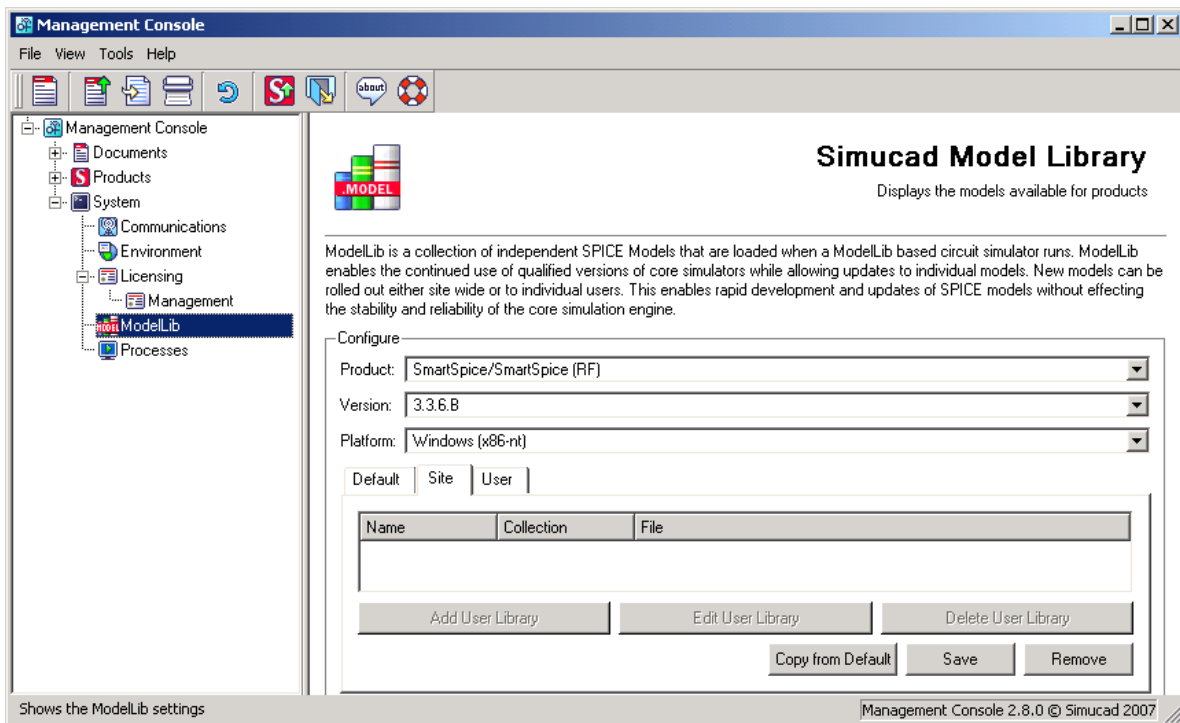 Management Console
File View Tools Help
about
Management Console
Documents
Products
System
Communications
Environment
Licensing
Management
ModelLib
Processes
.MODEL
Simucad Model Library
Displays the models available for products
ModelLib is a collection of independent SPICE Models that are loaded when a ModelLib based circuit simulator runs. ModelLib
enables the continued use of qualified versions of core simulators while allowing updates to individual models. New models can be
rolled out either site wide or to individual users. This enables rapid development and updates of SPICE models without effecting
the stability and reliability of the core simulation engine.
Configure
Product: SmartSpice/SmartSpice (RF)
Version: 3.3.6.B
Platform: Windows (x86-nt)
Default Site User
Name Collection File
Add User Library Edit User Library Delete User Library
Copy from Default Save Remove
Shows the ModelLib settings Management Console 2.8.0 © Simucad 2007